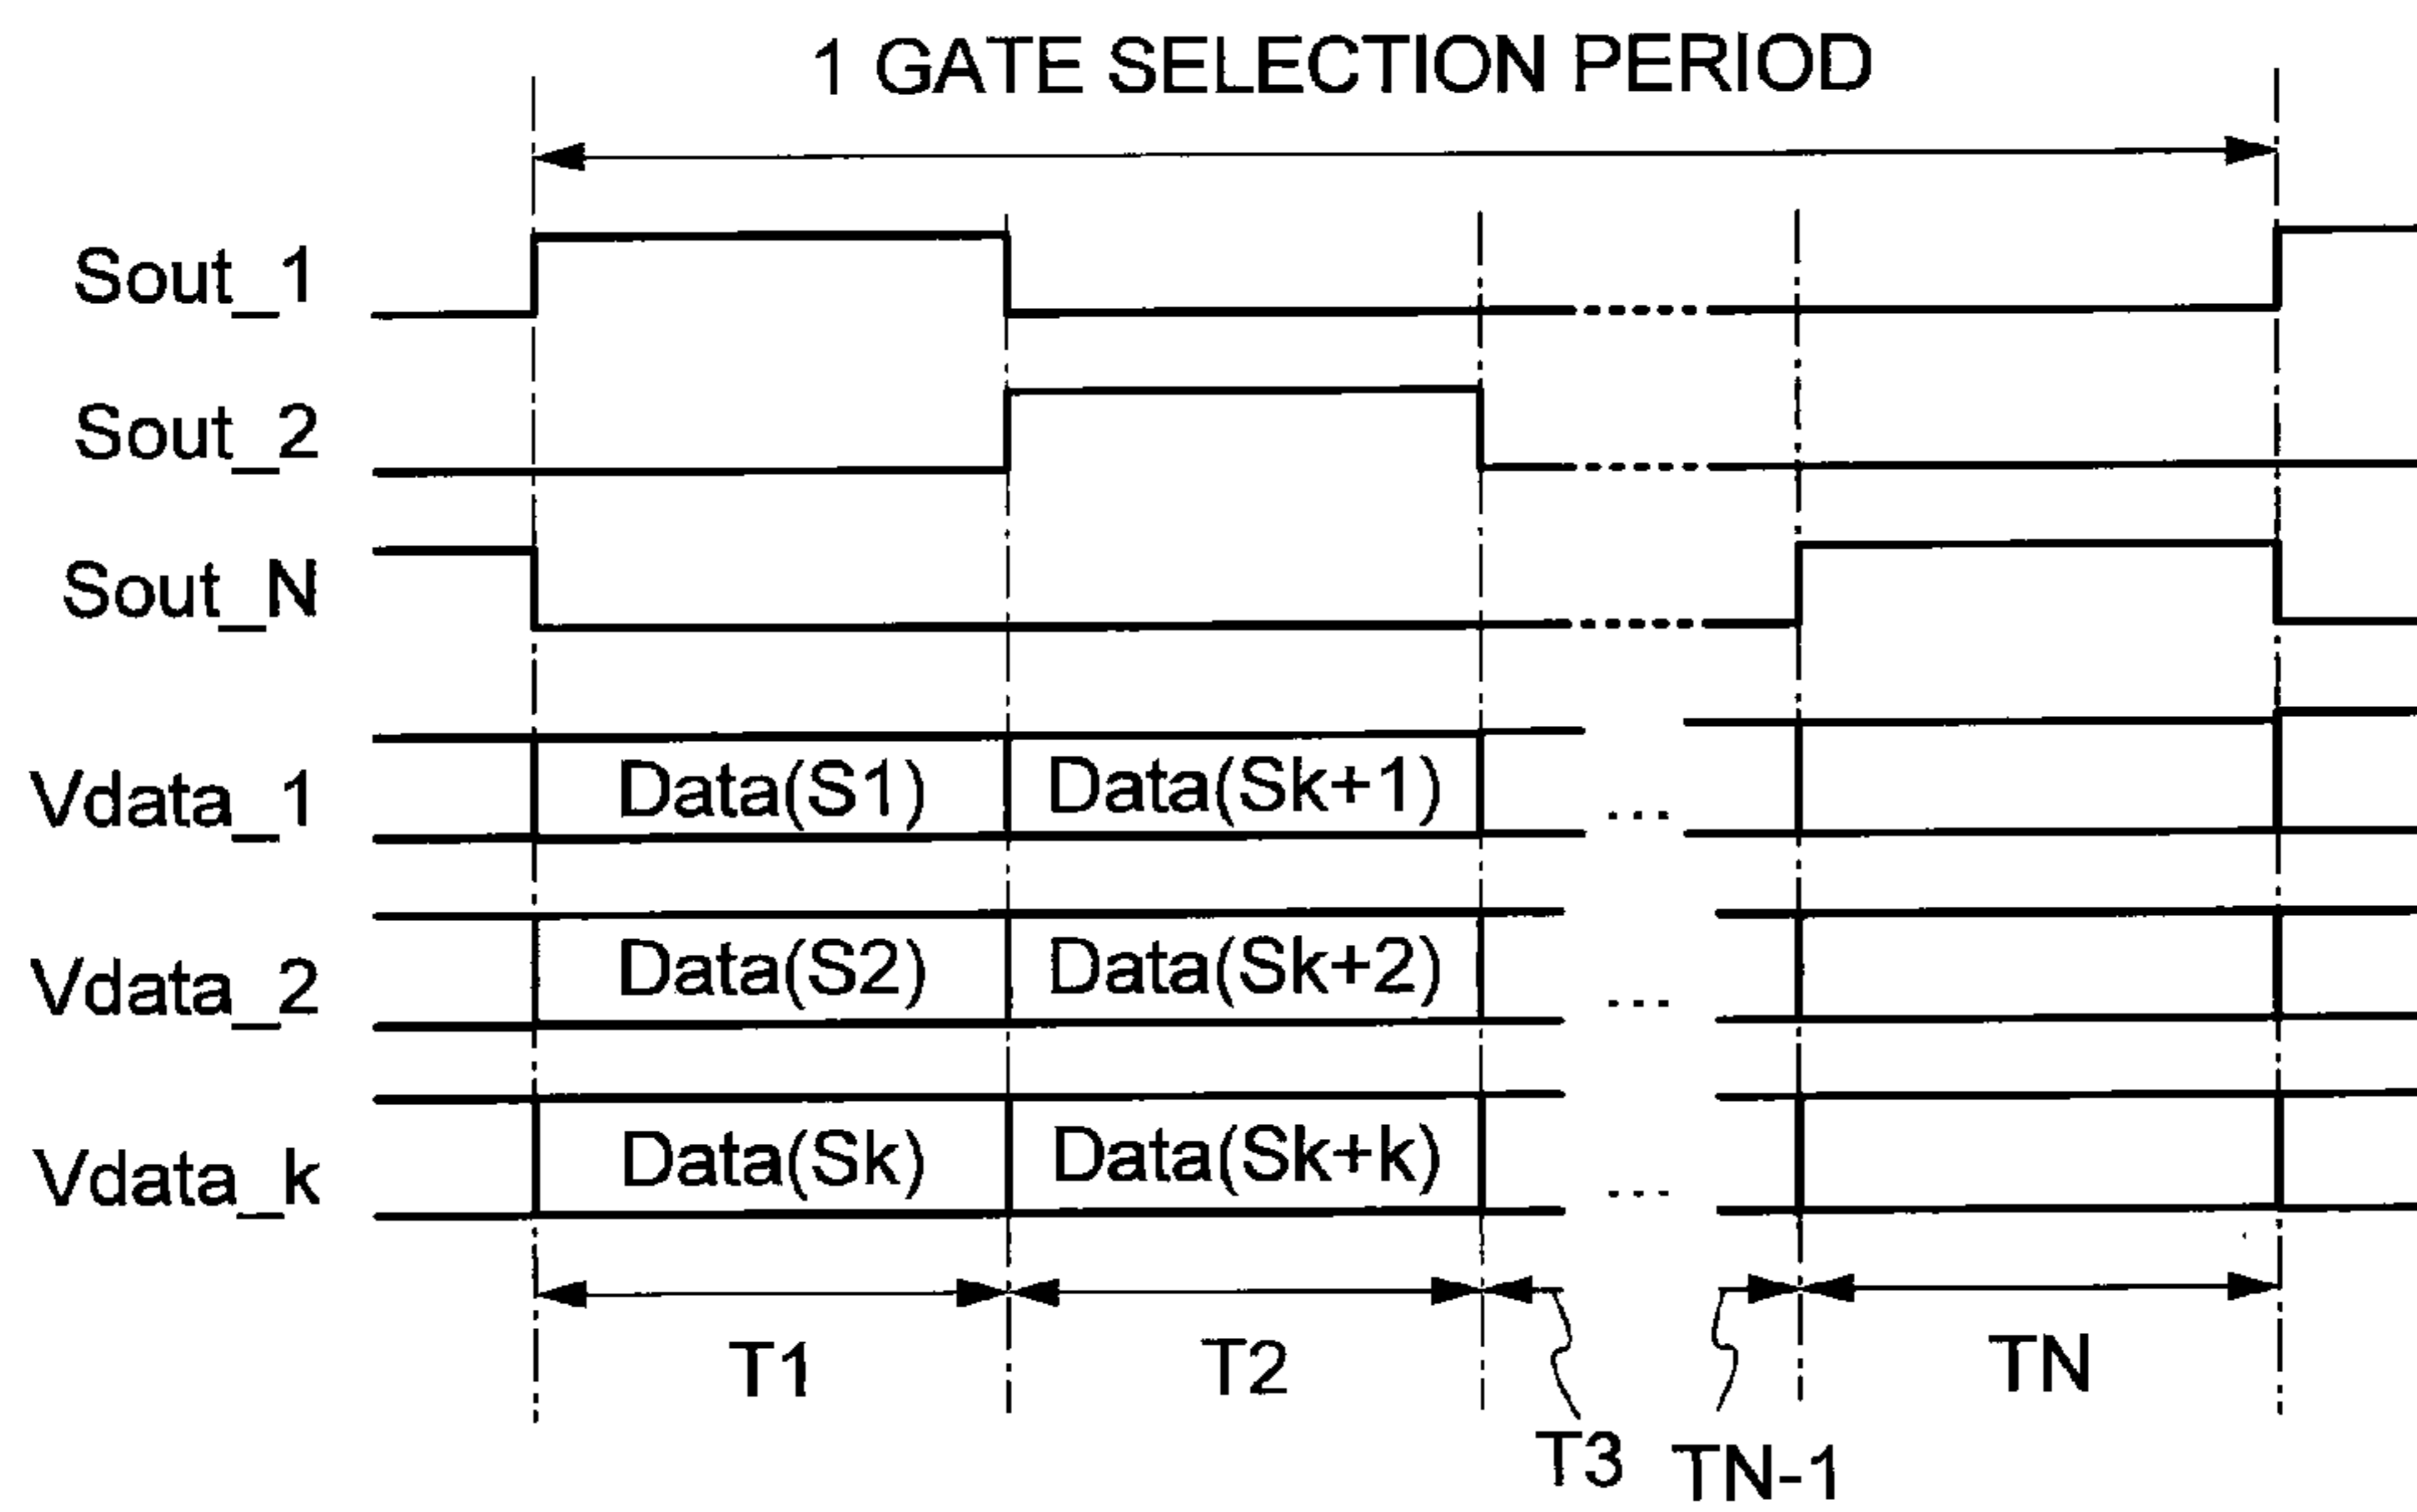 1 GATE SELECTION PERIOD
Sout_1
Sout_2
Sout_N
Vdata_1 Data(S1) Data(Sk+1) ...
Vdata_2 Data(S2) Data(Sk+2) ...
Vdata_k Data(Sk) Data(Sk+k) ...
T1 T2 TN
T3 TN-1